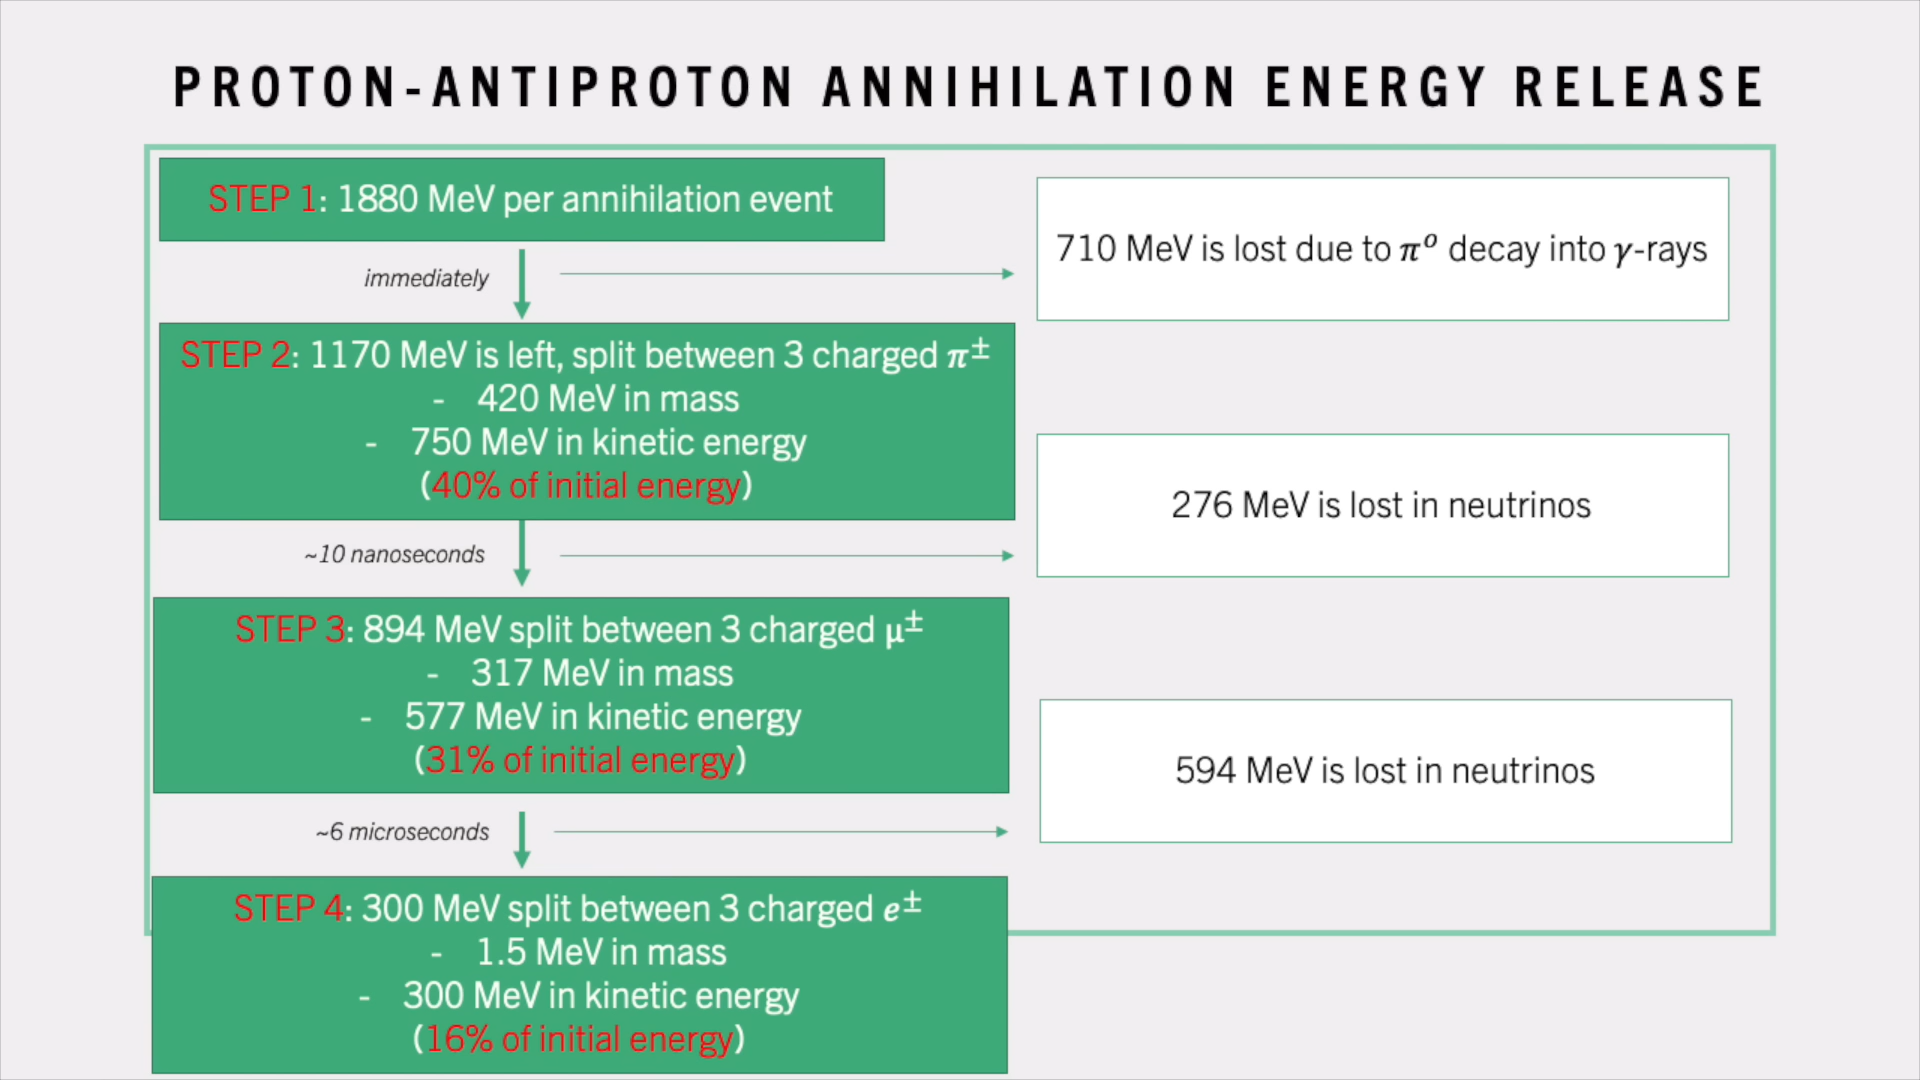 PROTON-ANTIPROTON ANNIHILATION ENERGY RELEASE
STEP 1: 1880 MeV per annihilation event
710 MeV is lost due to π⁰ decay into γ-rays
immediately
STEP 2: 1170 MeV is left, split between 3 charged π±
- 420 MeV in mass
- 750 MeV in kinetic energy
(40% of initial energy)
276 MeV is lost in neutrinos
~10 nanoseconds
STEP 3: 894 MeV split between 3 charged μ±
- 317 MeV in mass
- 577 MeV in kinetic energy
(31% of initial energy)
594 MeV is lost in neutrinos
~6 microseconds
STEP 4: 300 MeV split between 3 charged e±
- 1.5 MeV in mass
- 300 MeV in kinetic energy
(16% of initial energy)